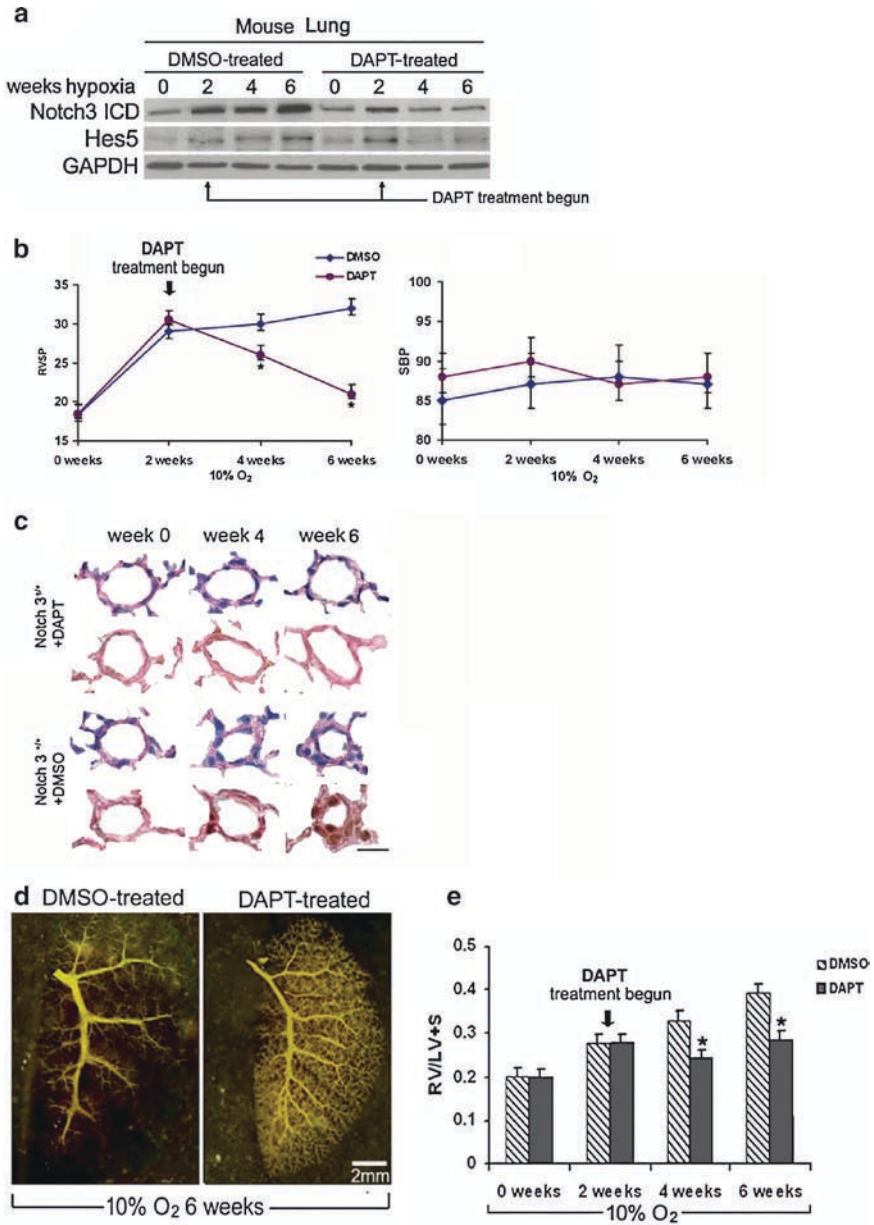 a
Mouse Lung
DMSO-treated DAPT-treated
weeks hypoxia 0 2 4 6 0 2 4 6
Notch3 ICD
Hes5
GAPDH
DAPT treatment begun
b
DAPT
treatment begun
DMSO
DAPT
RVSP
35
30
25
20
15
*
*
0 weeks 2 weeks 4 weeks 6 weeks
10% O2
SBP
100
95
90
85
80
0 weeks 2 weeks 4 weeks 6 weeks
10% O2
c
week 0 week 4 week 6
Notch 3 +/+
+DAPT
Notch 3 +/+
+DMSO
d
DMSO-treated DAPT-treated
2mm
10% O2 6 weeks
e
RV/LV+S
0.5
0.4
0.3
0.2
0.1
0
DAPT
treatment begun
DMSO
DAPT
*
*
0 weeks 2 weeks 4 weeks 6 weeks
10% O2